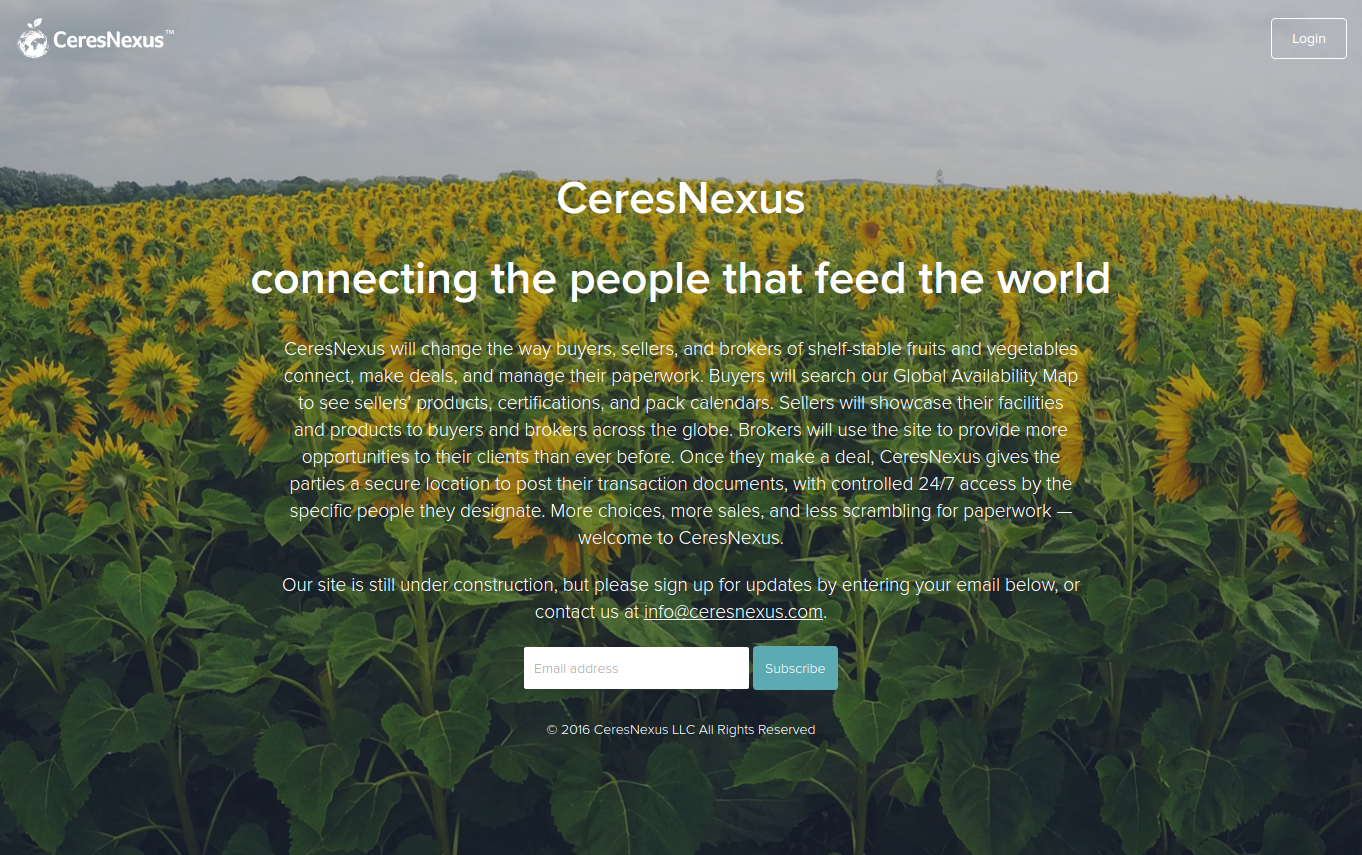 CeresNexus™
Login
CeresNexus
connecting the people that feed the world
CeresNexus will change the way buyers, sellers, and brokers of shelf-stable fruits and vegetables
connect, make deals, and manage their paperwork. Buyers will search our Global Availability Map
to see sellers' products, certifications, and pack calendars. Sellers will showcase their facilities
and products to buyers and brokers across the globe. Brokers will use the site to provide more
opportunities to their clients than ever before. Once they make a deal, CeresNexus gives the
parties a secure location to post their transaction documents, with controlled 24/7 access by the
specific people they designate. More choices, more sales, and less scrambling for paperwork —
welcome to CeresNexus.
Our site is still under construction, but please sign up for updates by entering your email below, or
contact us at info@ceresnexus.com.
Email address
Subscribe
© 2016 CeresNexus LLC All Rights Reserved